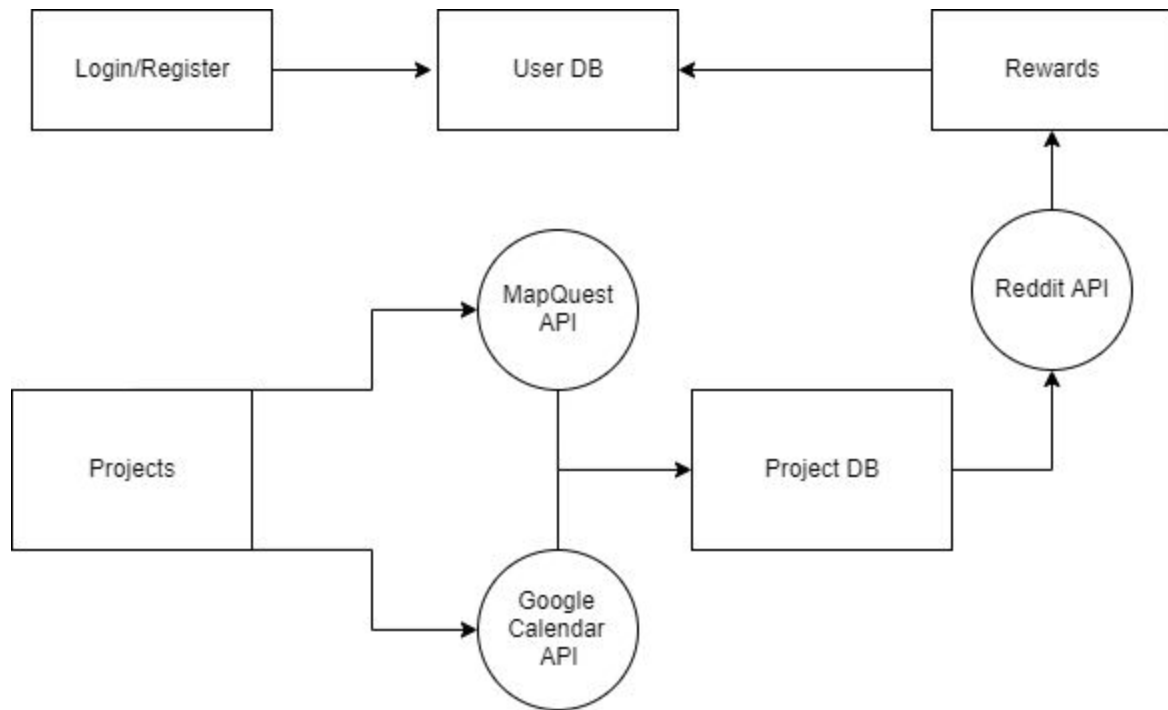 Login/Register
User DB
Rewards
MapQuest
API
Reddit API
Projects
Project DB
Google
Calendar
API